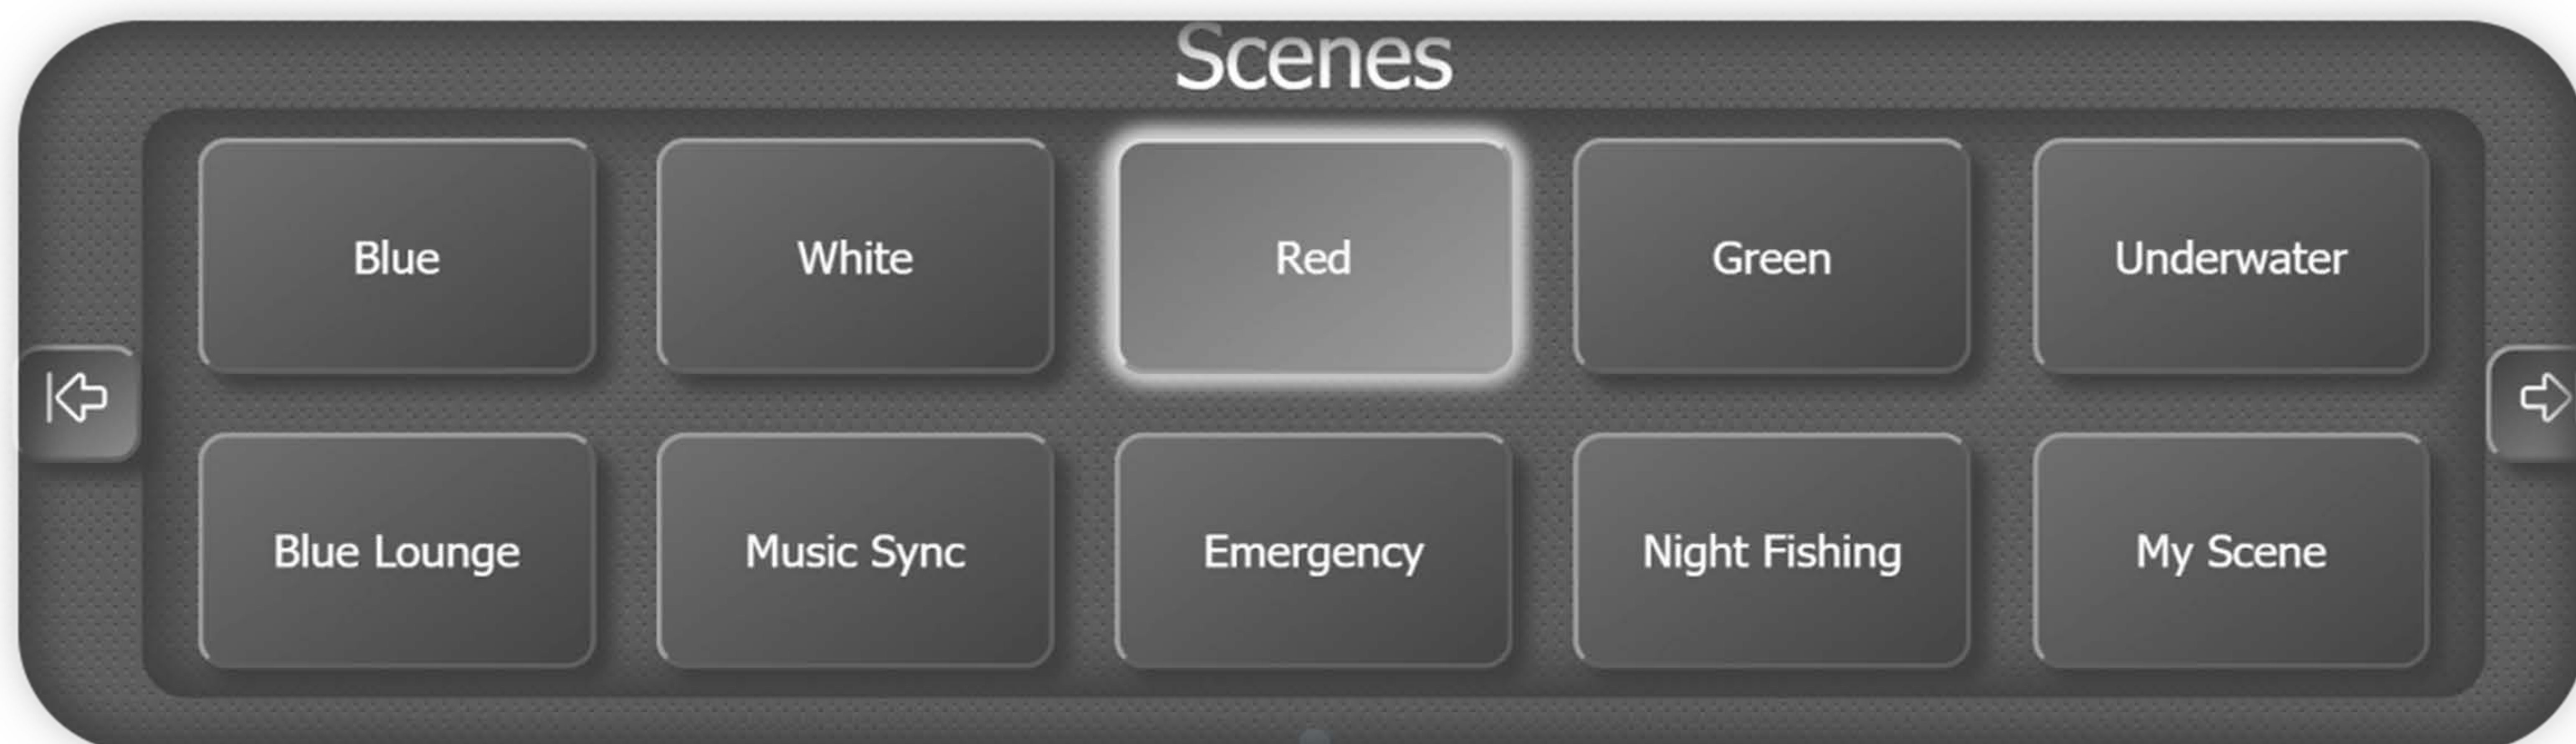 Scenes
Blue
White
Red
Green
Underwater
Blue Lounge
Music Sync
Emergency
Night Fishing
My Scene